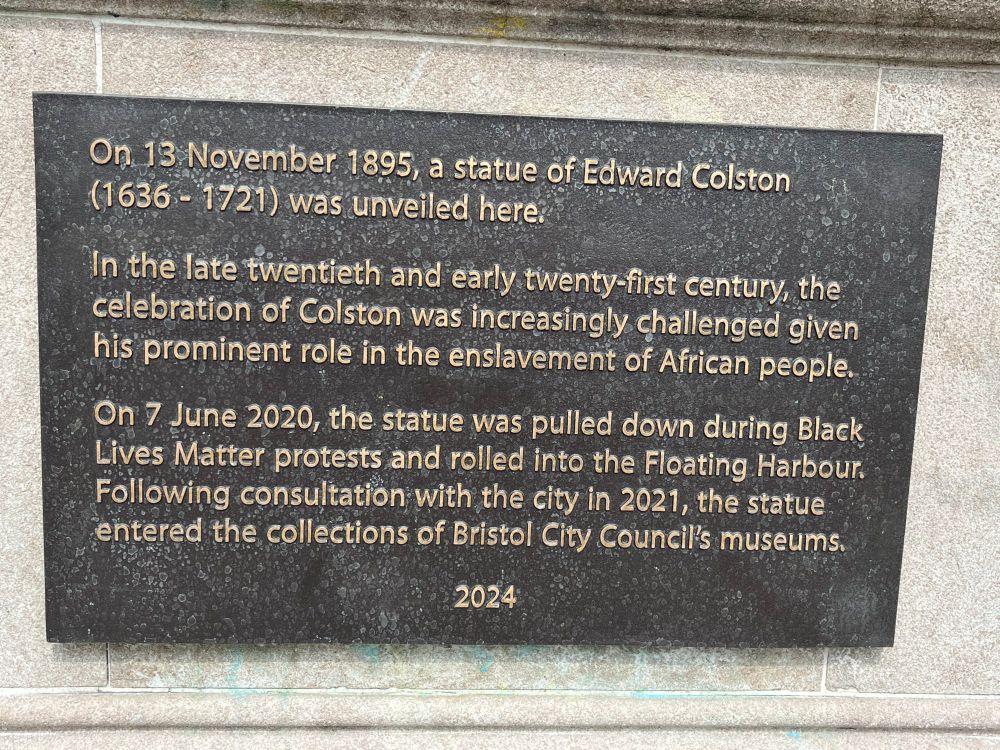 On 13 November 1895, a statue of Edward Colston
(1636 - 1721) was unveiled here.
In the late twentieth and early twenty-first century, the
celebration of Colston was increasingly challenged given
his prominent role in the enslavement of African people.
On 7 June 2020, the statue was pulled down during Black
Lives Matter protests and rolled into the Floating Harbour.
Following consultation with the city in 2021, the statue
entered the collections of Bristol City Council's museums.
2024